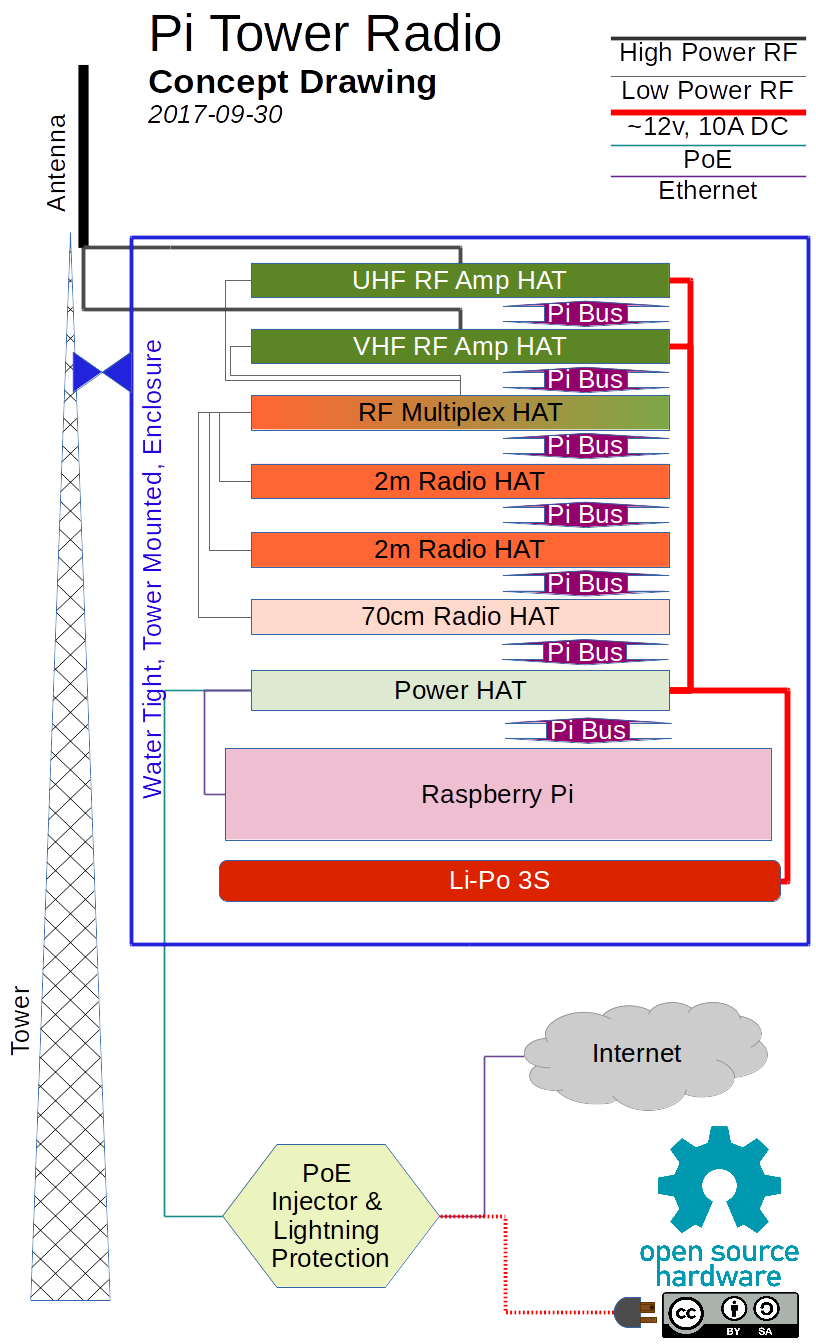 Pi Tower Radio
Concept Drawing
2017-09-30
High Power RF
Low Power RF
~12v, 10A DC
PoE
Ethernet
Antenna
Water Tight, Tower Mounted, Enclosure
UHF RF Amp HAT
Pi Bus
VHF RF Amp HAT
Pi Bus
RF Multiplex HAT
Pi Bus
2m Radio HAT
Pi Bus
2m Radio HAT
Pi Bus
70cm Radio HAT
Pi Bus
Power HAT
Pi Bus
Raspberry Pi
Li-Po 3S
Tower
Internet
PoE
Injector &
Lightning
Protection
open source
hardware
cc
BY SA